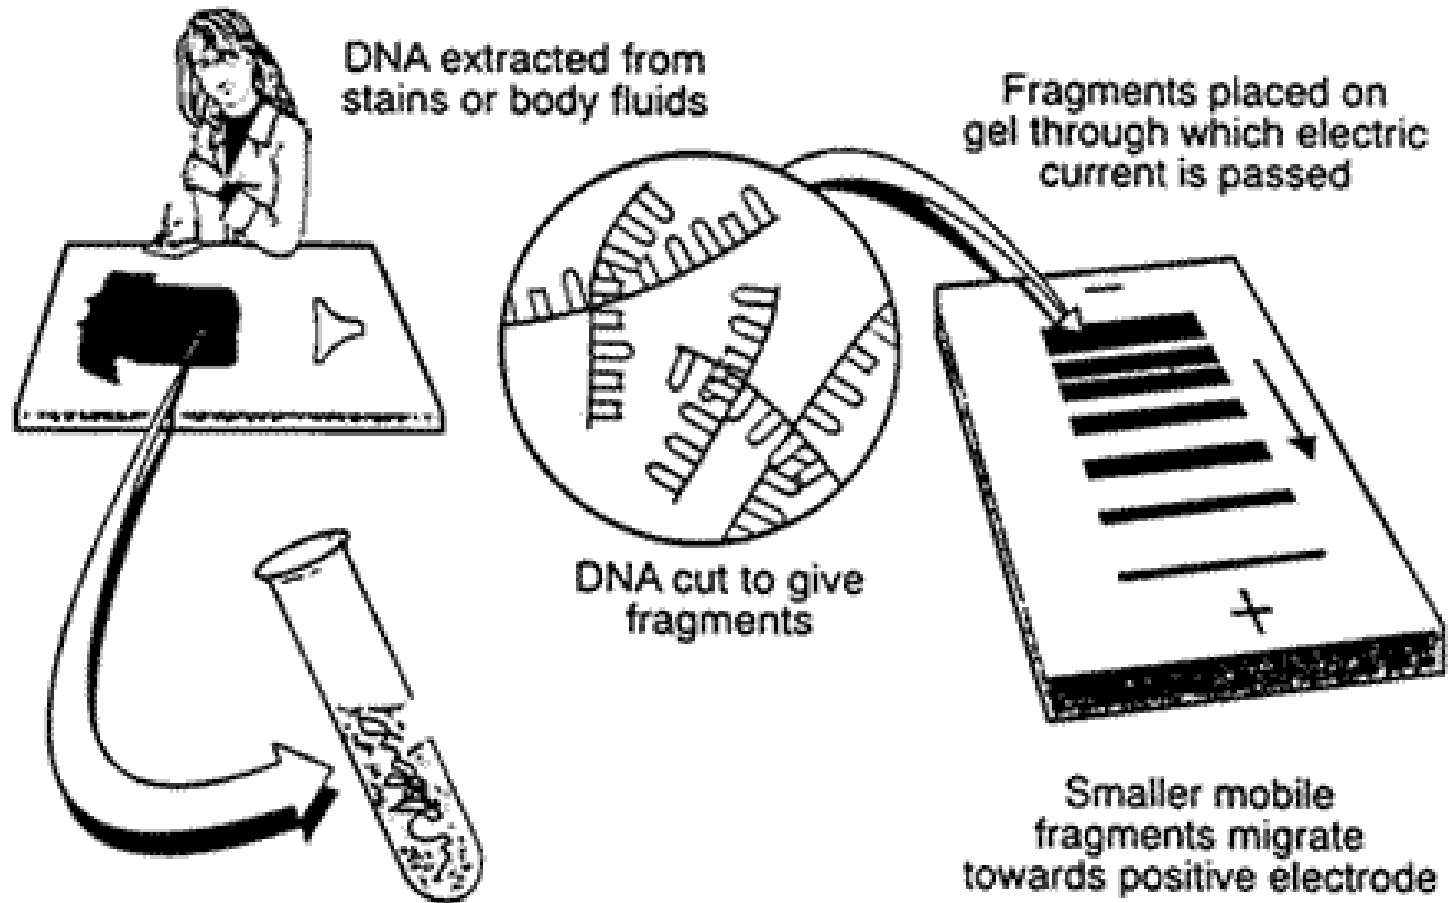 DNA extracted from
stains or body fluids
Fragments placed on
gel through which electric
current is passed
−
DNA cut to give
fragments
+
Smaller mobile
fragments migrate
towards positive electrode